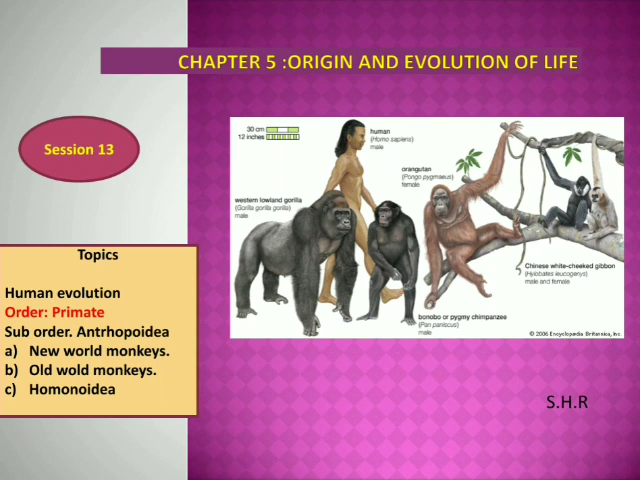 CHAPTER 5 :ORIGIN AND EVOLUTION OF LIFE
Session 13
Topics
Human evolution
Order: Primate
Sub order. Antrhopoidea
a) New world monkeys.
b) Old wold monkeys.
c) Homonoidea
30 cm
12 inches
human
(Homo sapiens)
male
orangutan
(Pongo pygmaeus)
female
western lowland gorilla
(Gorilla gorilla gorilla)
male
Chinese white-cheeked gibbon
(Hylobates leucogenys)
male and female
bonobo or pygmy chimpanzee
(Pan paniscus)
male
© 2006 Encyclopædia Britannica, Inc.
S.H.R